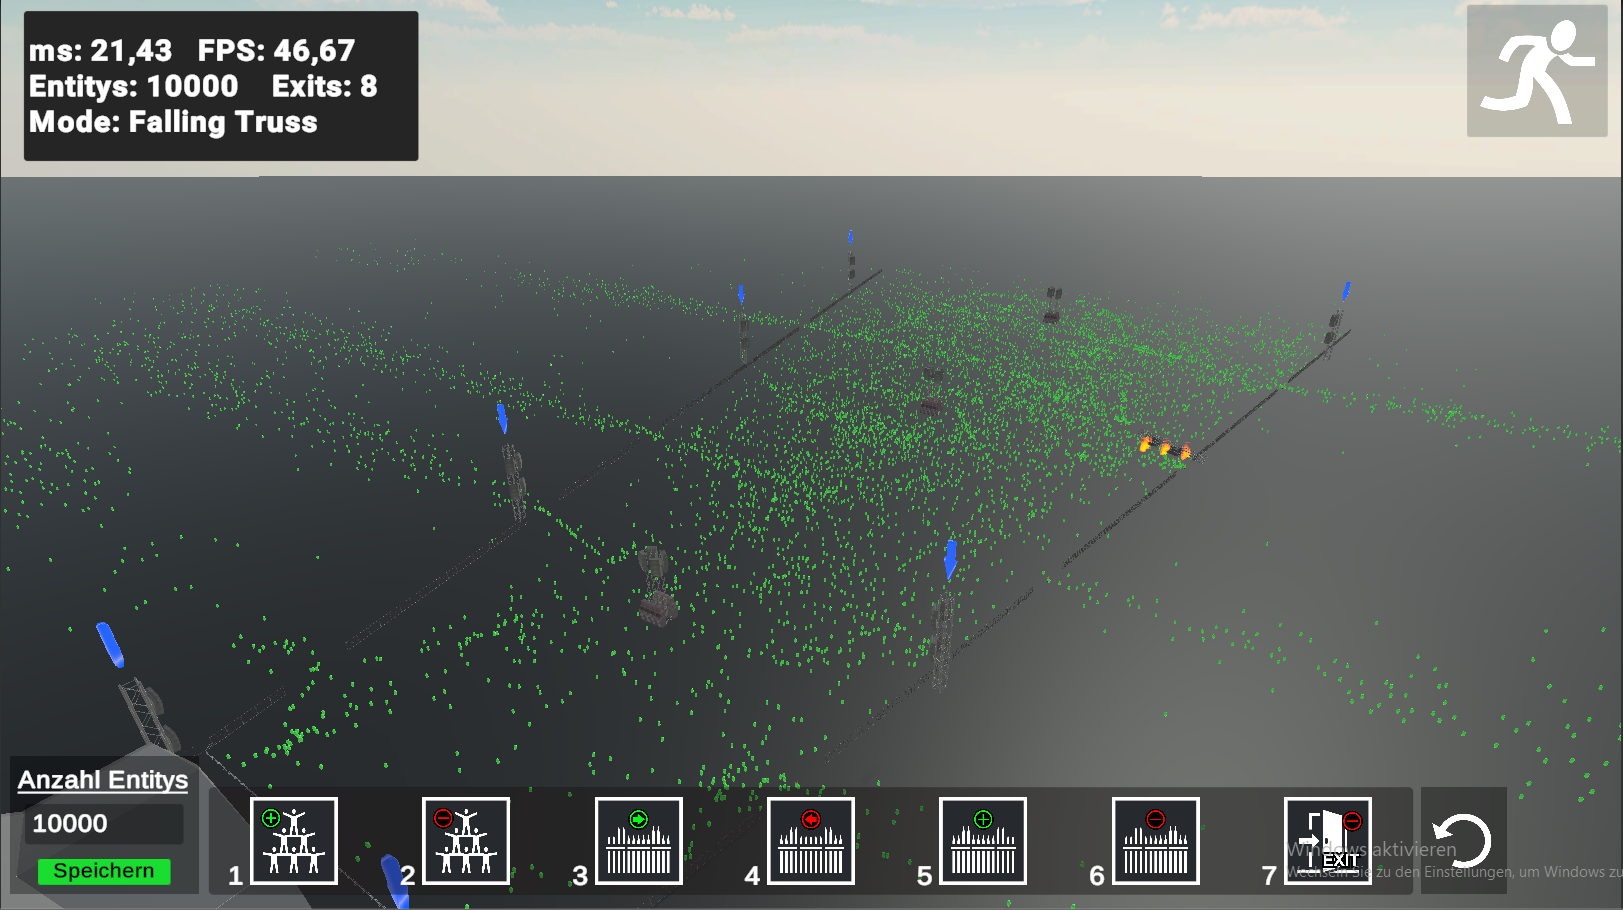 ms: 21,43 FPS: 46,67
Entitys: 10000 Exits: 8
Mode: Falling Truss
Anzahl Entitys
10000
Speichern
1 2 3 4 5 6 7
EXIT
Windows aktivieren
Wechseln Sie zu den Einstellungen, um Windows zu